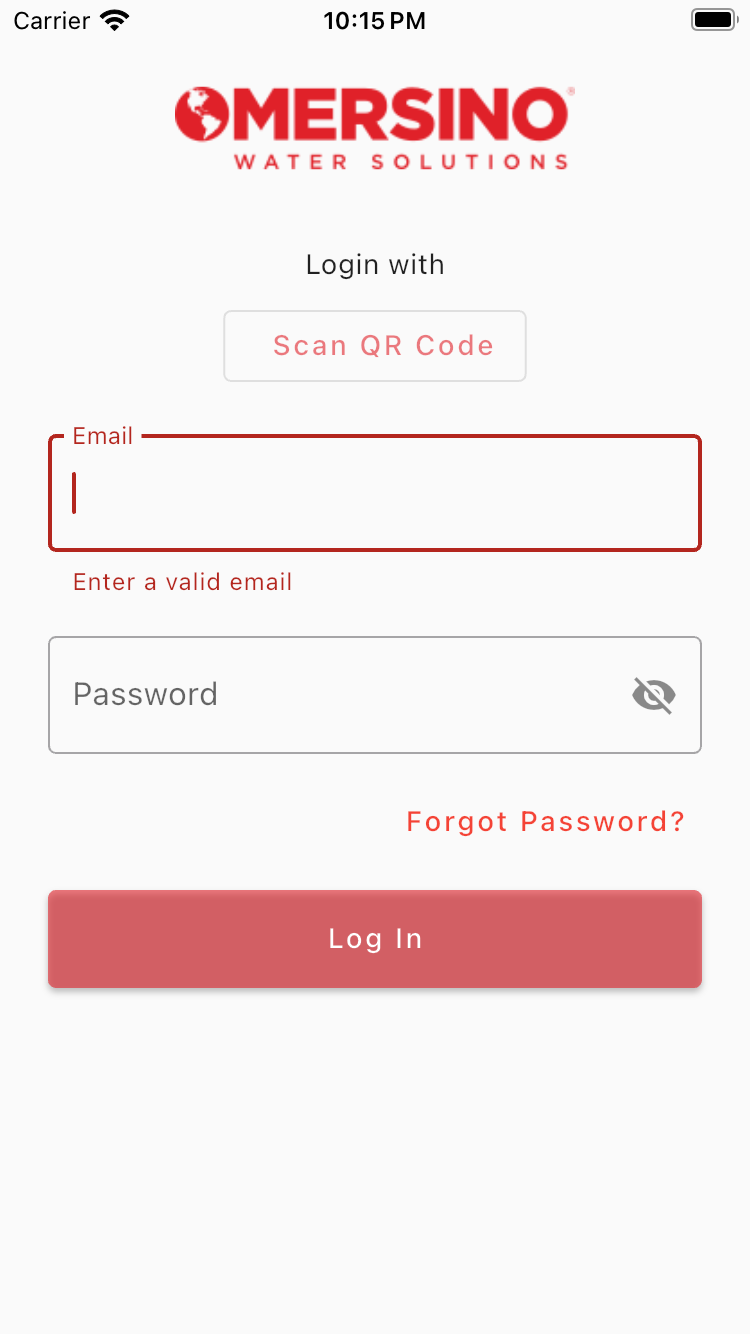 Carrier 10:15 PM
MERSINO®
WATER SOLUTIONS
Login with
Scan QR Code
Email
Enter a valid email
Password
Forgot Password?
Log In